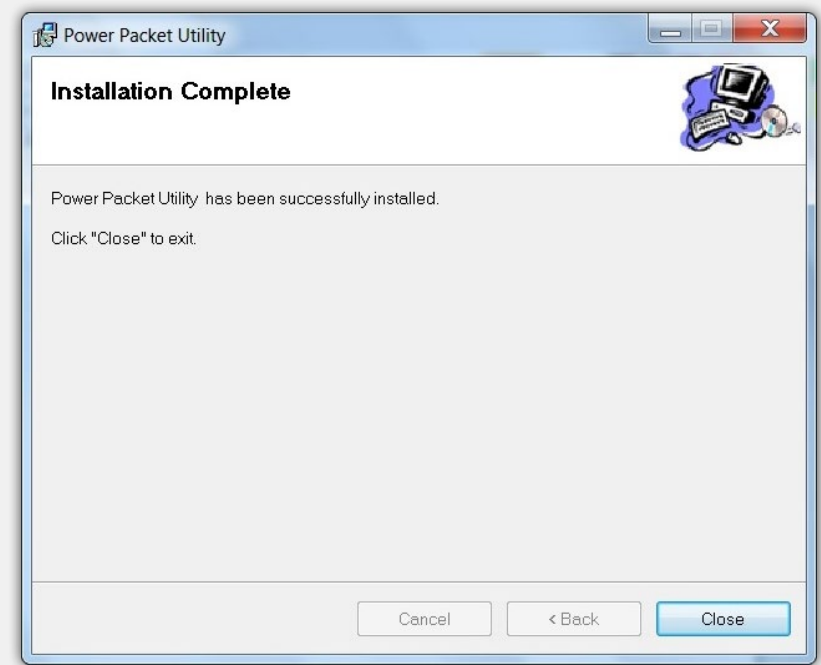 Power Packet Utility
Installation Complete
Power Packet Utility has been successfully installed.
Click "Close" to exit.
Cancel
< Back
Close